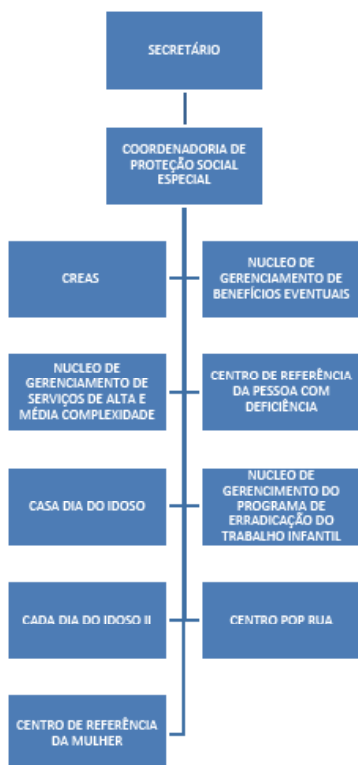 SECRETÁRIO
COORDENADORIA DE
PROTEÇÃO SOCIAL
ESPECIAL
CREAS
NUCLEO DE
GERENCIAMENTO DE
BENEFÍCIOS EVENTUAIS
NUCLEO DE
GERENCIAMENTO DE
SERVIÇOS DE ALTA E
MÉDIA COMPLEXIDADE
CENTRO DE REFERÊNCIA
DA PESSOA COM
DEFICIÊNCIA
CASA DIA DO IDOSO
NUCLEO DE
GERENCIMENTO DO
PROGRAMA DE
ERRADICAÇÃO DO
TRABALHO INFANTIL
CADA DIA DO IDOSO II
CENTRO POP RUA
CENTRO DE REFERÊNCIA
DA MULHER